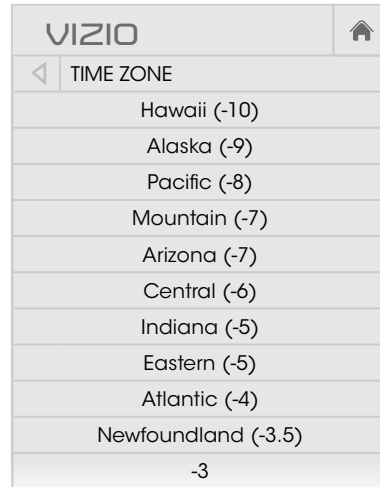 VIZIO
TIME ZONE
Hawaii (-10)
Alaska (-9)
Pacific (-8)
Mountain (-7)
Arizona (-7)
Central (-6)
Indiana (-5)
Eastern (-5)
Atlantic (-4)
Newfoundland (-3.5)
-3